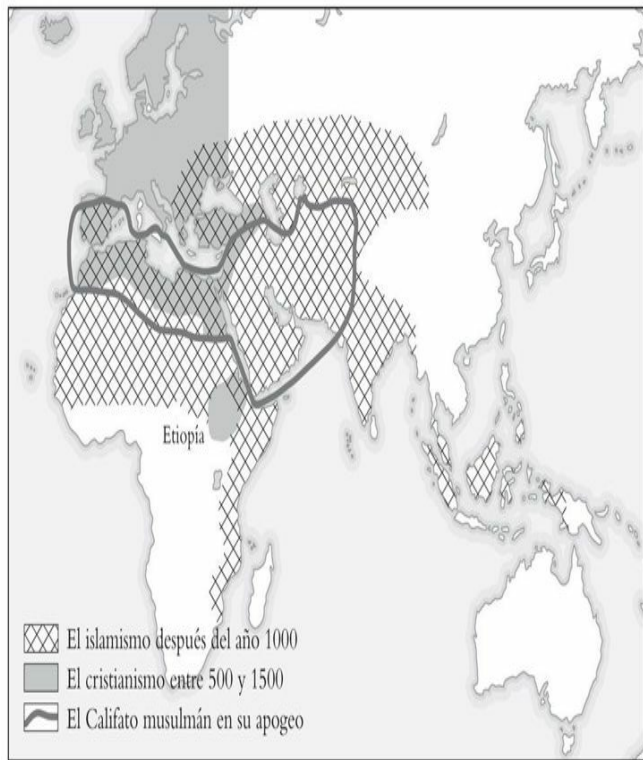 Etiopía
El islamismo después del año 1000
El cristianismo entre 500 y 1500
El Califato musulmán en su apogeo